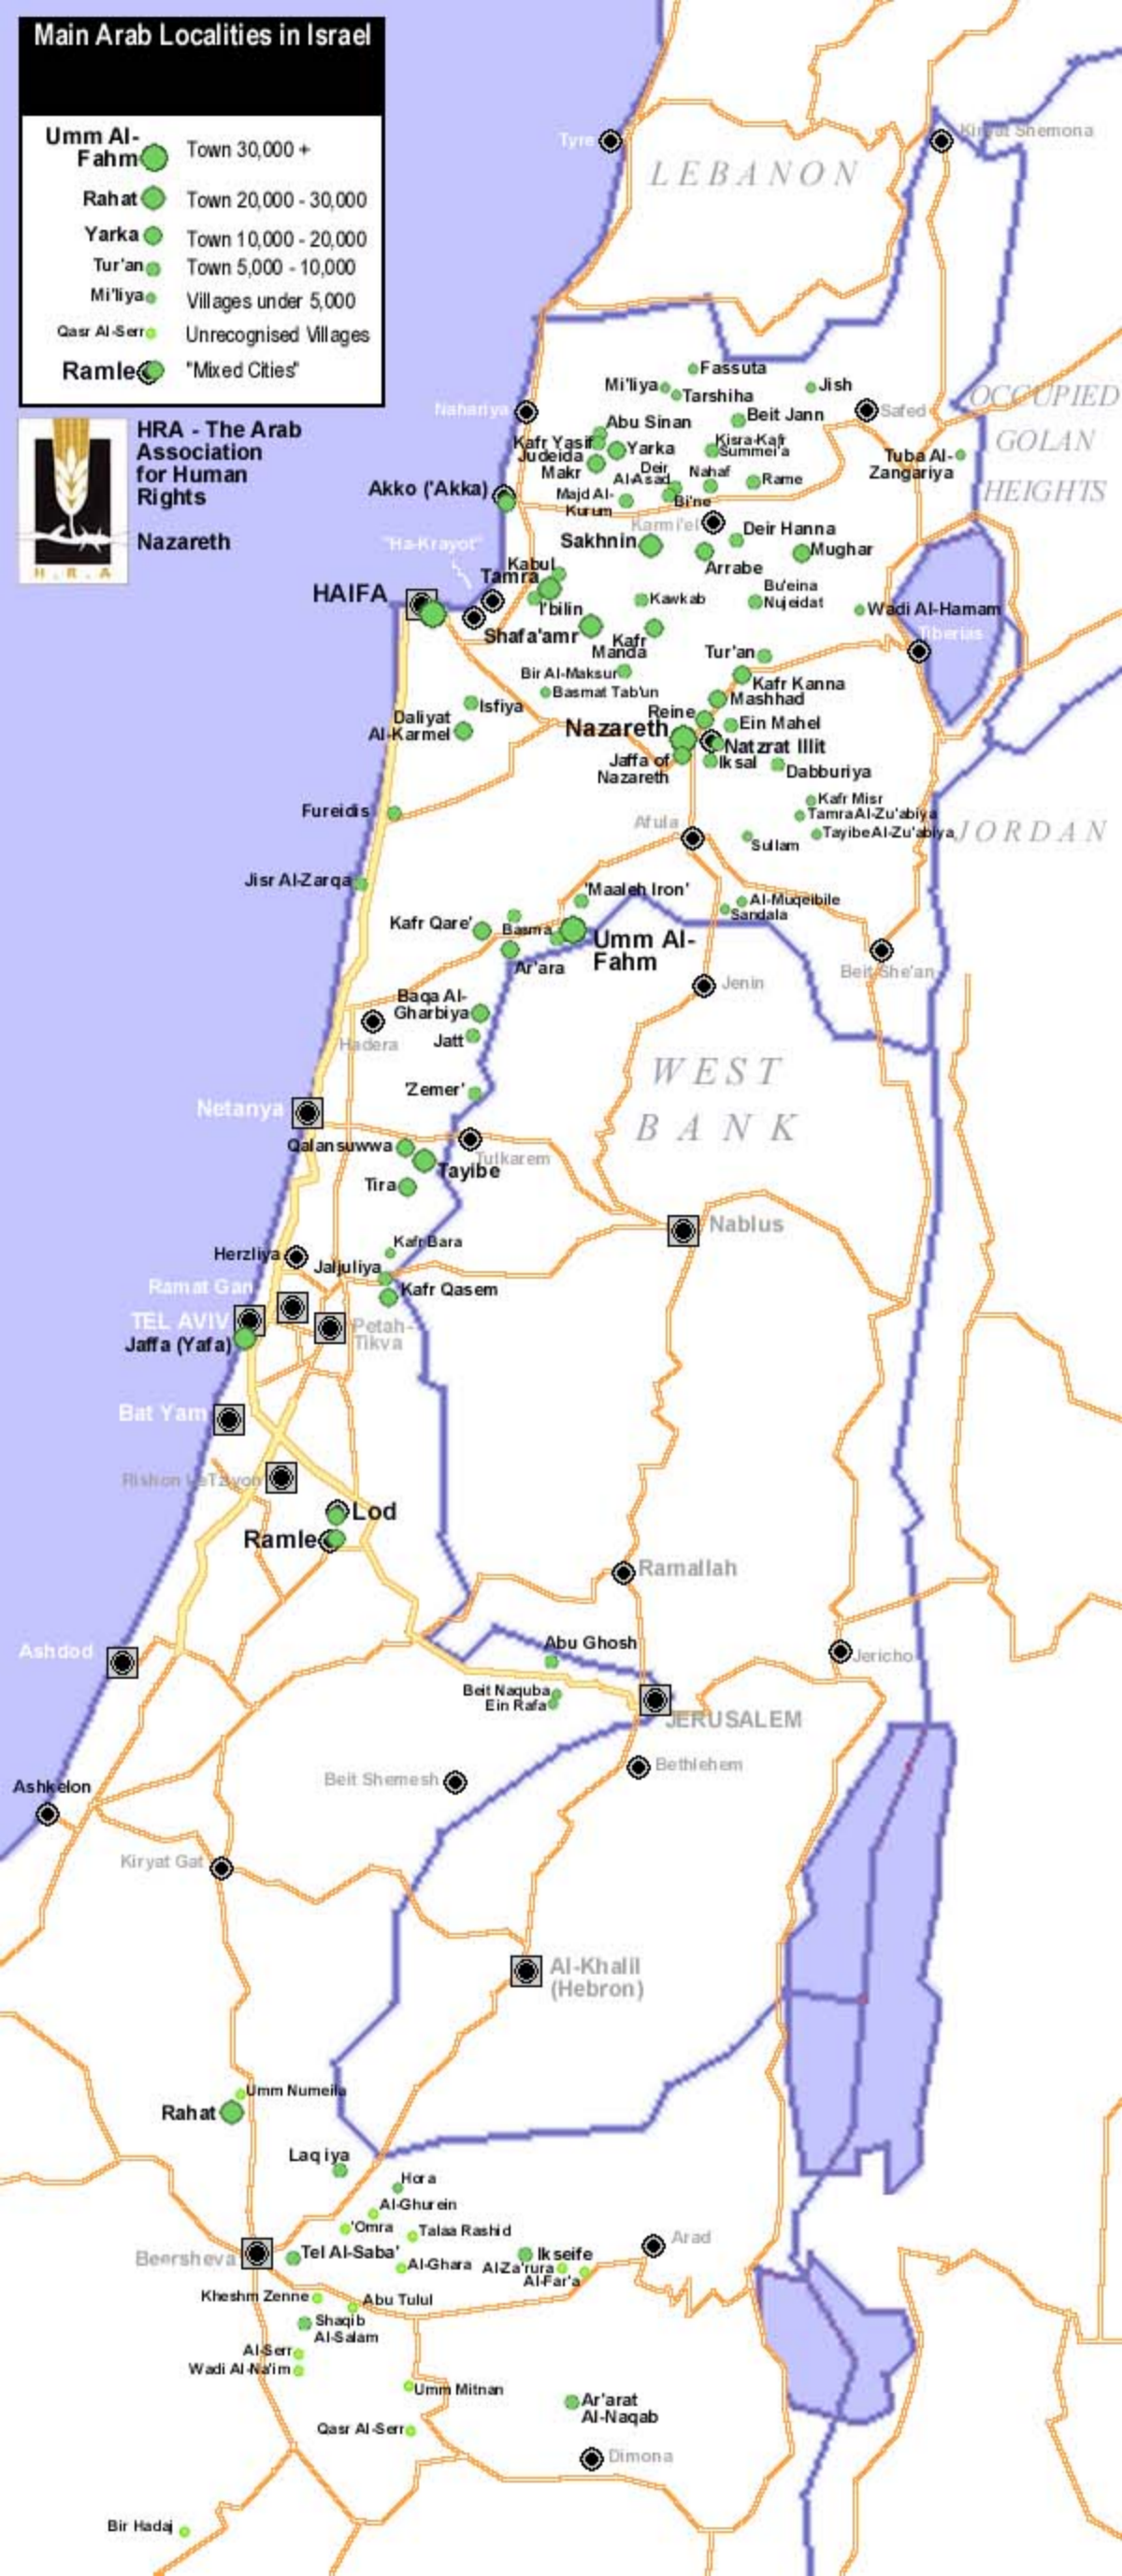 Main Arab Localities in Israel
Umm Al-
Fahm
Town 30,000 +
Rahat
Town 20,000 - 30,000
Yarka
Town 10,000 - 20,000
Tur'an
Town 5,000 - 10,000
Mi'liya
Villages under 5,000
Qasr Al-Serr
Unrecognised Villages
Ramle
"Mixed Cities"
HRA - The Arab
Association
for Human
Rights
Nazareth
H.R.A
Tyre
LEBANON
Kiryat Shemona
Fassuta
Mi'liya
Tarshiha
Jish
Nahariya
Safed
OCCUPIED
GOLAN
HEIGHTS
Beit Jann
Abu Sinan
Kafr Yasif
Yarka
Kisra-Kafr
Summei'a
Judeida
Makr
Tuba Al-
Zangariya
Deir
Al-Asad
Nahaf
Rame
Akko ('Akka)
Majd Al-
Kurum
Bi'ne
Karmi'el
Deir Hanna
Sakhnin
Mughar
Arrabe
"Ha-Krayot"
Kabul
Tamra
HAIFA
I'bilin
Kawkab
Bu'eina
Nujeidat
Wadi Al-Hamam
Tiberias
Shafa'amr
Kafr
Manda
Tur'an
Bir Al-Maksur
Kafr Kanna
Basmat Tab'un
Mashhad
Isfiya
Reine
Daliyat
Al-Karmel
Nazareth
Ein Mahel
Natzrat Illit
Jaffa of
Nazareth
Iksal
Dabburiya
Kafr Misr
Fureidis
Tamra Al-Zu'abiya
Afula
Tayibe Al-Zu'abiya
JORDAN
Sullam
Jisr Al-Zarqa
'Maaleh Iron'
Al-Muqeibile
Sandala
Kafr Qare'
Basma
Umm Al-
Fahm
Ar'ara
Beit She'an
Jenin
Baqa Al-
Gharbiya
Hadera
Jatt
WEST
BANK
'Zemer'
Netanya
Qalansuwwa
Tulkarem
Tayibe
Tira
Nablus
Kafr Bara
Herzliya
Jaljuliya
Ramat Gan
Kafr Qasem
TEL AVIV
Petah-
Tikva
Jaffa (Yafa)
Bat Yam
Rishon LeTzyon
Lod
Ramle
Ramallah
Ashdod
Abu Ghosh
Jericho
Beit Naquba
Ein Rafa
JERUSALEM
Bethlehem
Beit Shemesh
Ashkelon
Kiryat Gat
Al-Khalil
(Hebron)
Umm Numeila
Rahat
Laqiya
Hora
Al-Ghurein
'Omra
Talaa Rashid
Arad
Beersheva
Tel Al-Saba'
Ikseife
Al-Ghara
Al-Za'rura
Al-Far'a
Kheshm Zenne
Abu Tulul
Shaqib
Al-Salam
Al-Serr
Wadi Al-Na'im
Umm Mitnan
Ar'arat
Al-Naqab
Qasr Al-Serr
Dimona
Bir Hadaj